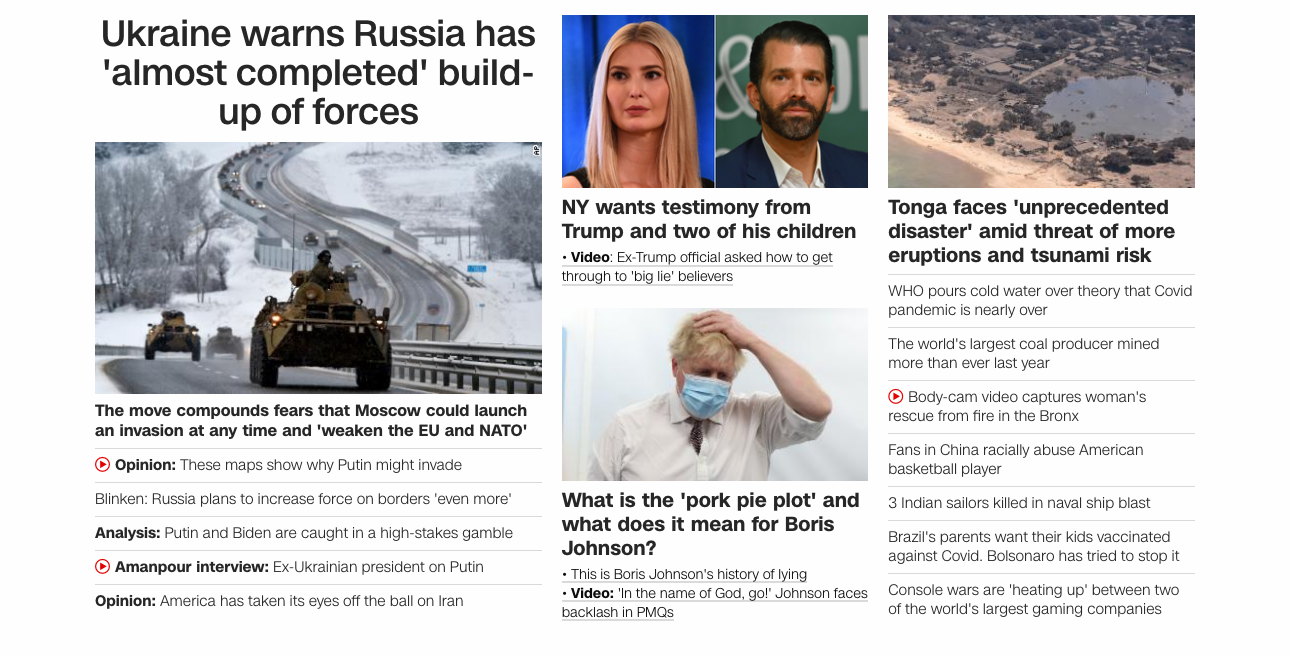 Ukraine warns Russia has
'almost completed' build-
up of forces
AP
The move compounds fears that Moscow could launch
an invasion at any time and 'weaken the EU and NATO'
Opinion: These maps show why Putin might invade
Blinken: Russia plans to increase force on borders 'even more'
Analysis: Putin and Biden are caught in a high-stakes gamble
Amanpour interview: Ex-Ukrainian president on Putin
Opinion: America has taken its eyes off the ball on Iran
NY wants testimony from
Trump and two of his children
• Video: Ex-Trump official asked how to get
through to 'big lie' believers
What is the 'pork pie plot' and
what does it mean for Boris
Johnson?
• This is Boris Johnson's history of lying
• Video: 'In the name of God, go!' Johnson faces
backlash in PMQs
Tonga faces 'unprecedented
disaster' amid threat of more
eruptions and tsunami risk
WHO pours cold water over theory that Covid
pandemic is nearly over
The world's largest coal producer mined
more than ever last year
Body-cam video captures woman's
rescue from fire in the Bronx
Fans in China racially abuse American
basketball player
3 Indian sailors killed in naval ship blast
Brazil's parents want their kids vaccinated
against Covid. Bolsonaro has tried to stop it
Console wars are 'heating up' between two
of the world's largest gaming companies